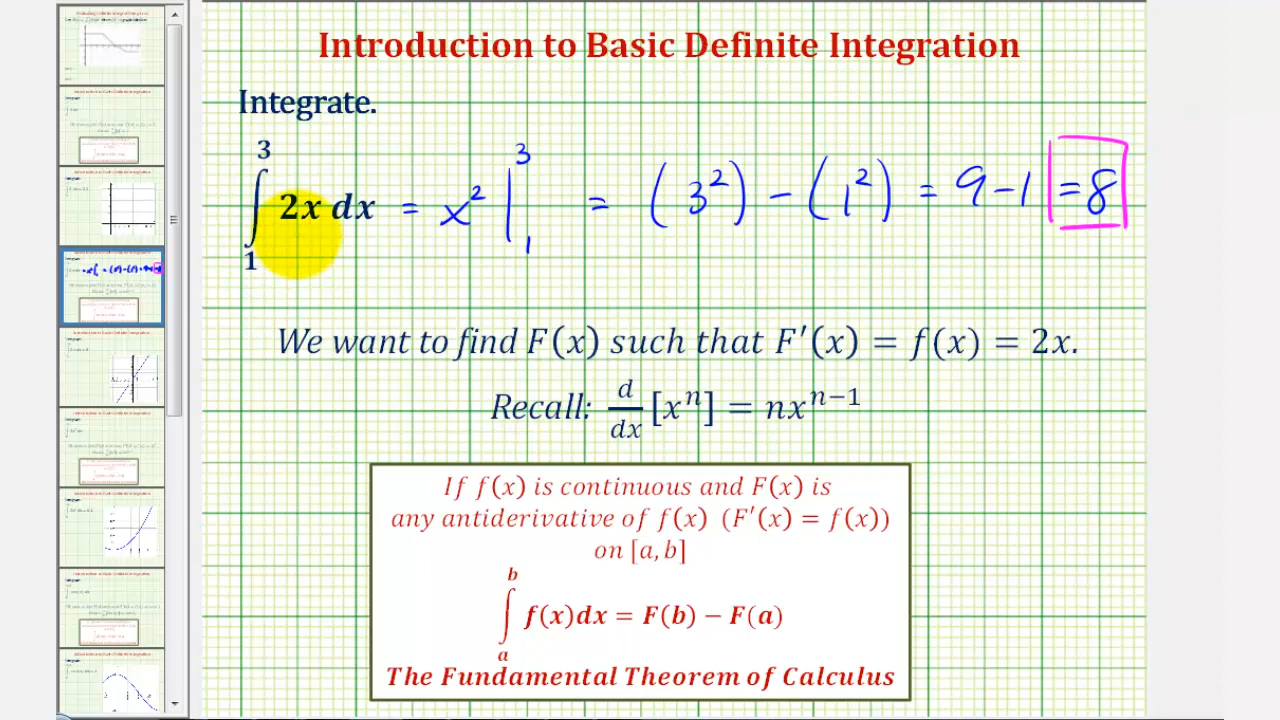 Introduction to Basic Definite Integration
Integrate.
∫₁³ 2x dx = x² |₁³ = (3²) − (1²) = 9 − 1 = 8
We want to find F(x) such that F′(x) = f(x) = 2x.
Recall: d/dx [xⁿ] = nxⁿ⁻¹
If f(x) is continuous and F(x) is
any antiderivative of f(x) (F′(x) = f(x))
on [a, b]
∫ₐᵇ f(x)dx = F(b) − F(a)
The Fundamental Theorem of Calculus